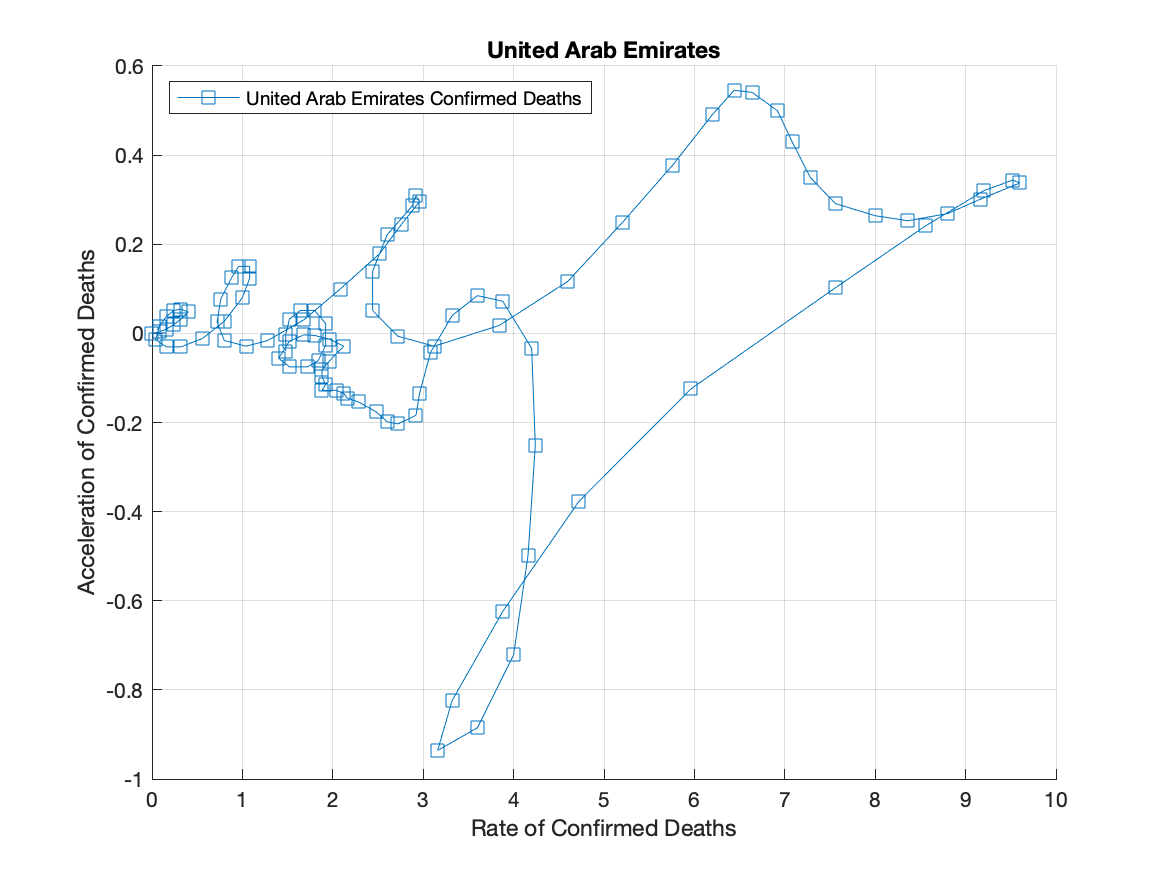 United Arab Emirates
United Arab Emirates Confirmed Deaths
0.6
0.4
0.2
0
-0.2
-0.4
-0.6
-0.8
-1
Acceleration of Confirmed Deaths
0 1 2 3 4 5 6 7 8 9 10
Rate of Confirmed Deaths